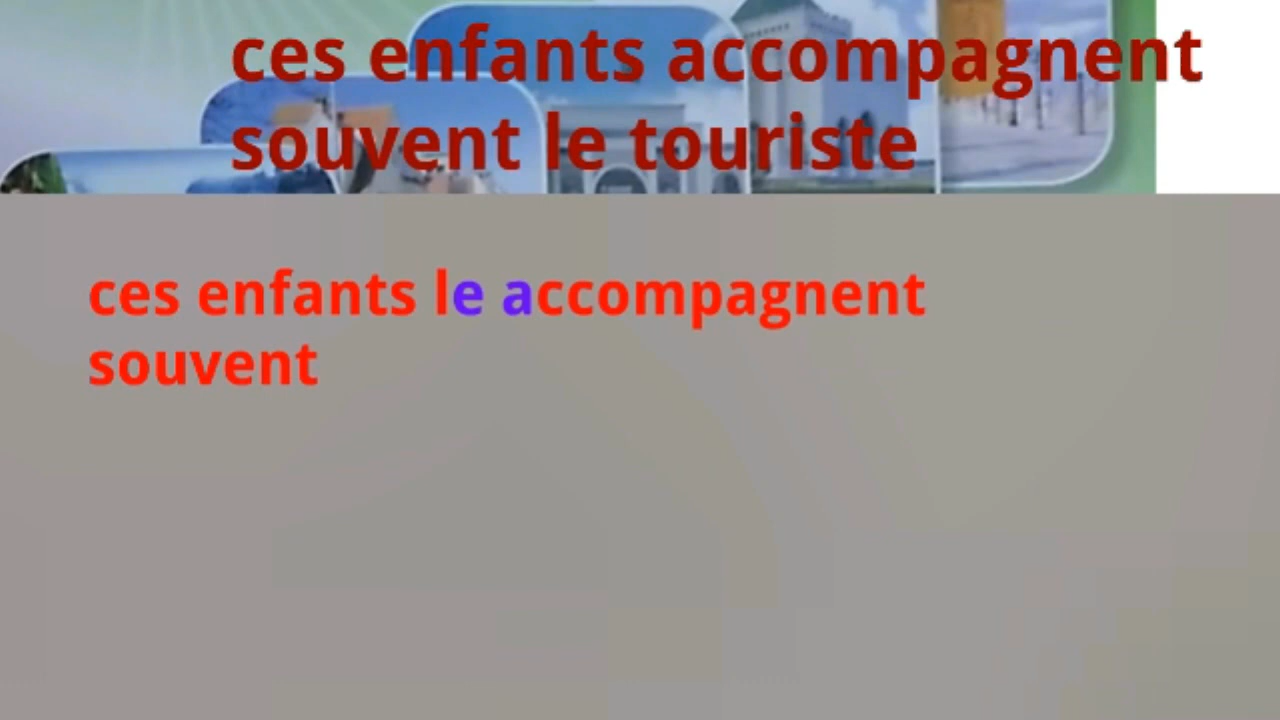 ces enfants accompagnent
souvent le touriste
ces enfants le accompagnent
souvent